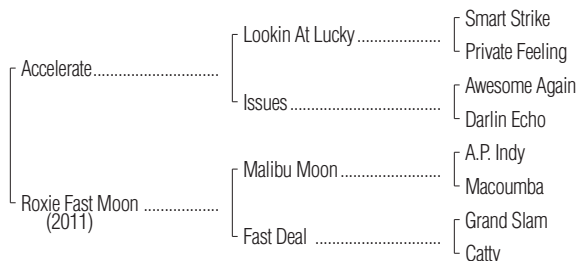 Smart Strike
Lookin At Lucky ....................
Private Feeling
Accelerate..............................
Awesome Again
Issues ....................................
Darlin Echo
A.P. Indy
Malibu Moon ........................
Macoumba
Roxie Fast Moon ..................
(2011)
Grand Slam
Fast Deal ..............................
Catty